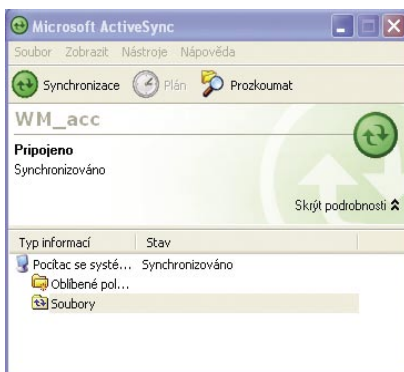 Microsoft ActiveSync
Soubor Zobrazit Nástroje Nápověda
Synchronizace Plán Prozkoumat
WM_acc
Připojeno
Synchronizováno
Skrýt podrobnosti
Typ informací Stav
Pocítac se systé... Synchronizováno
Oblíbené pol...
Soubory